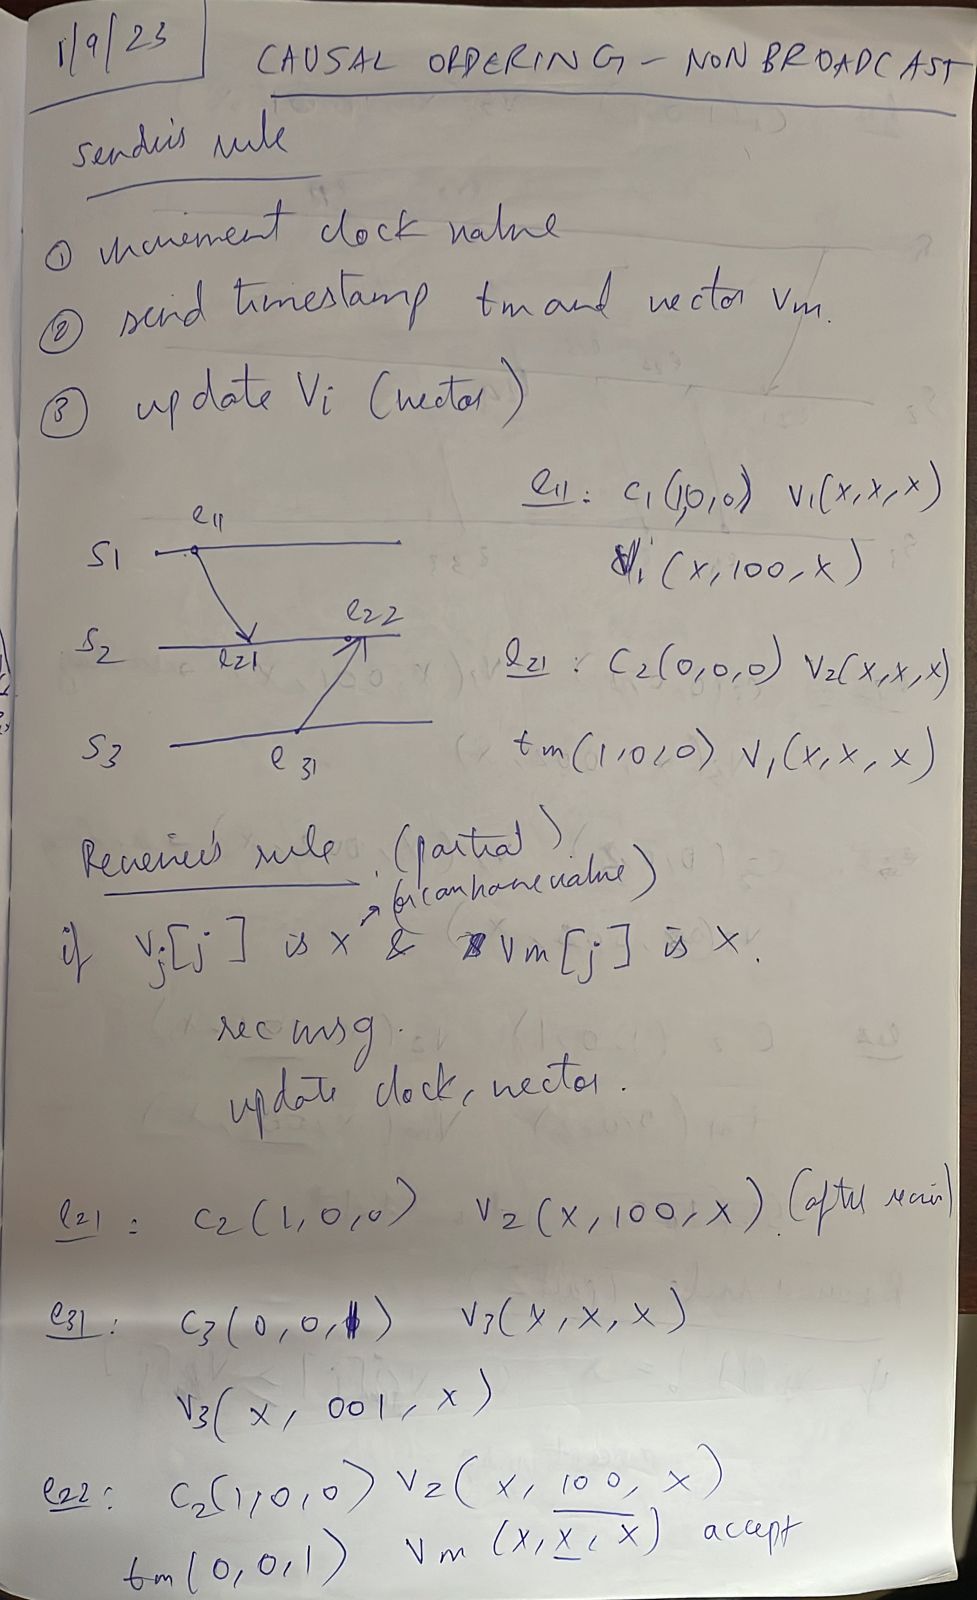 1/9/23
CAUSAL ORDERING - NON BROADCAST
Sender's rule
① increment clock value
② send timestamp tm and vector Vm.
③ update Vi (vector)
e11: C1(1,0,0) V1(x,x,x)
Vi(x,100,x)
S1 e11
S2 e21 e22
S3 e31
e21: C2(0,0,0) V2(x,x,x)
tm(1,0,0) V1(x,x,x)
Receiver's rule. (partial)
(or can have value)
if Vj[j] is x & Vm[j] is x.
rec msg.
update clock, vector.
e21: C2(1,0,0) V2(x,100,x) (after
e31: C3(0,0,1) V3(x,x,x)
V3(x, 001, x)
e22: C2(1,0,0) V2(x, 100, x)
tm(0,0,1) Vm (x,x,x) accept